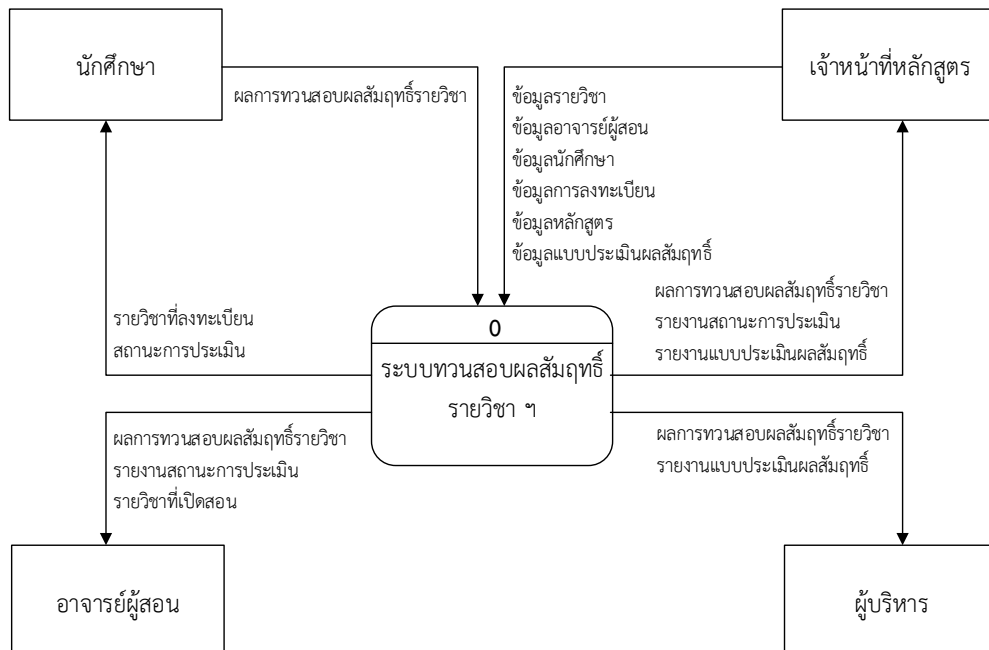 นักศึกษา
เจ้าหน้าที่หลักสูตร
ผลการทวนสอบผลสัมฤทธิ์รายวิชา
ข้อมูลรายวิชา
ข้อมูลอาจารย์ผู้สอน
ข้อมูลนักศึกษา
ข้อมูลการลงทะเบียน
ข้อมูลหลักสูตร
ข้อมูลแบบประเมินผลสัมฤทธิ์
รายวิชาที่ลงทะเบียน
สถานะการประเมิน
0
ระบบทวนสอบผลสัมฤทธิ์
รายวิชา ฯ
ผลการทวนสอบผลสัมฤทธิ์รายวิชา
รายงานสถานะการประเมิน
รายงานแบบประเมินผลสัมฤทธิ์
ผลการทวนสอบผลสัมฤทธิ์รายวิชา
รายงานสถานะการประเมิน
รายวิชาที่เปิดสอน
ผลการทวนสอบผลสัมฤทธิ์รายวิชา
รายงานแบบประเมินผลสัมฤทธิ์
อาจารย์ผู้สอน
ผู้บริหาร